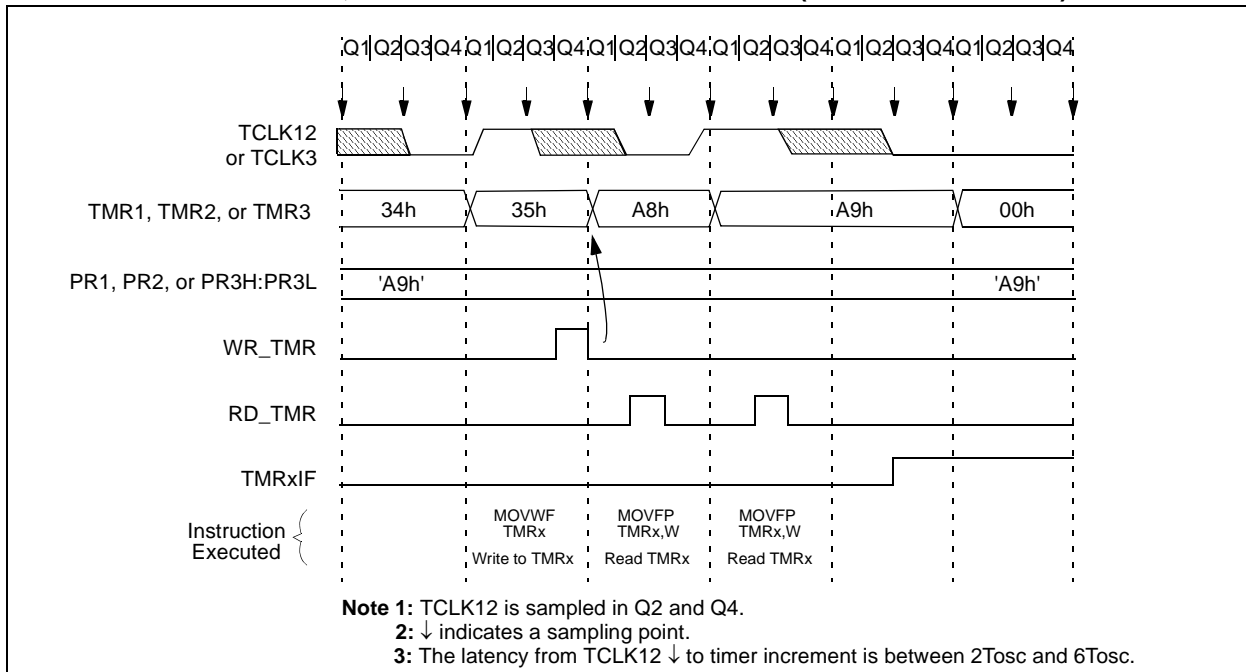 Q1 Q2 Q3 Q4 Q1 Q2 Q3 Q4 Q1 Q2 Q3 Q4 Q1 Q2 Q3 Q4 Q1 Q2 Q3 Q4 Q1 Q2 Q3 Q4
TCLK12
or TCLK3
TMR1, TMR2, or TMR3 34h 35h A8h A9h 00h
PR1, PR2, or PR3H:PR3L 'A9h' 'A9h'
WR_TMR
RD_TMR
TMRxIF
Instruction
Executed
MOVWF
TMRx
Write to TMRx
MOVFP
TMRx,W
Read TMRx
MOVFP
TMRx,W
Read TMRx
Note 1: TCLK12 is sampled in Q2 and Q4.
2: ↓ indicates a sampling point.
3: The latency from TCLK12 ↓ to timer increment is between 2Tosc and 6Tosc.